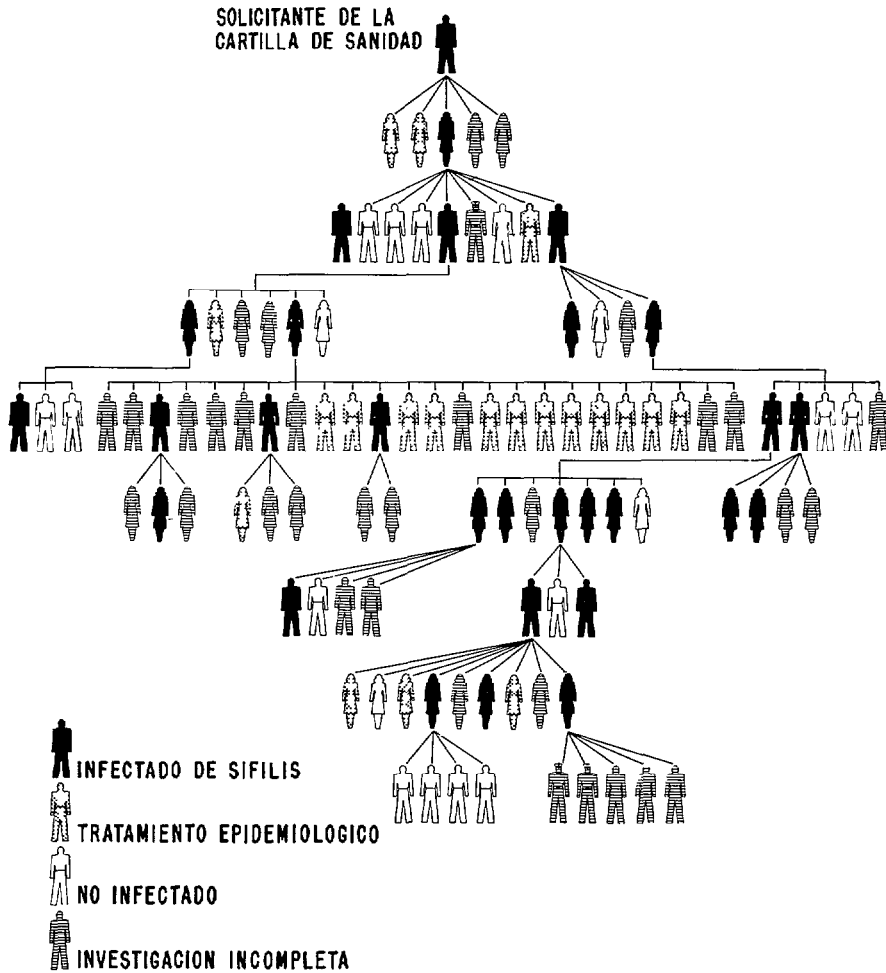 SOLICITANTE DE LA
CARTILLA DE SANIDAD
INFECTADO DE SIFILIS
TRATAMIENTO EPIDEMIOLOGICO
NO INFECTADO
INVESTIGACION INCOMPLETA